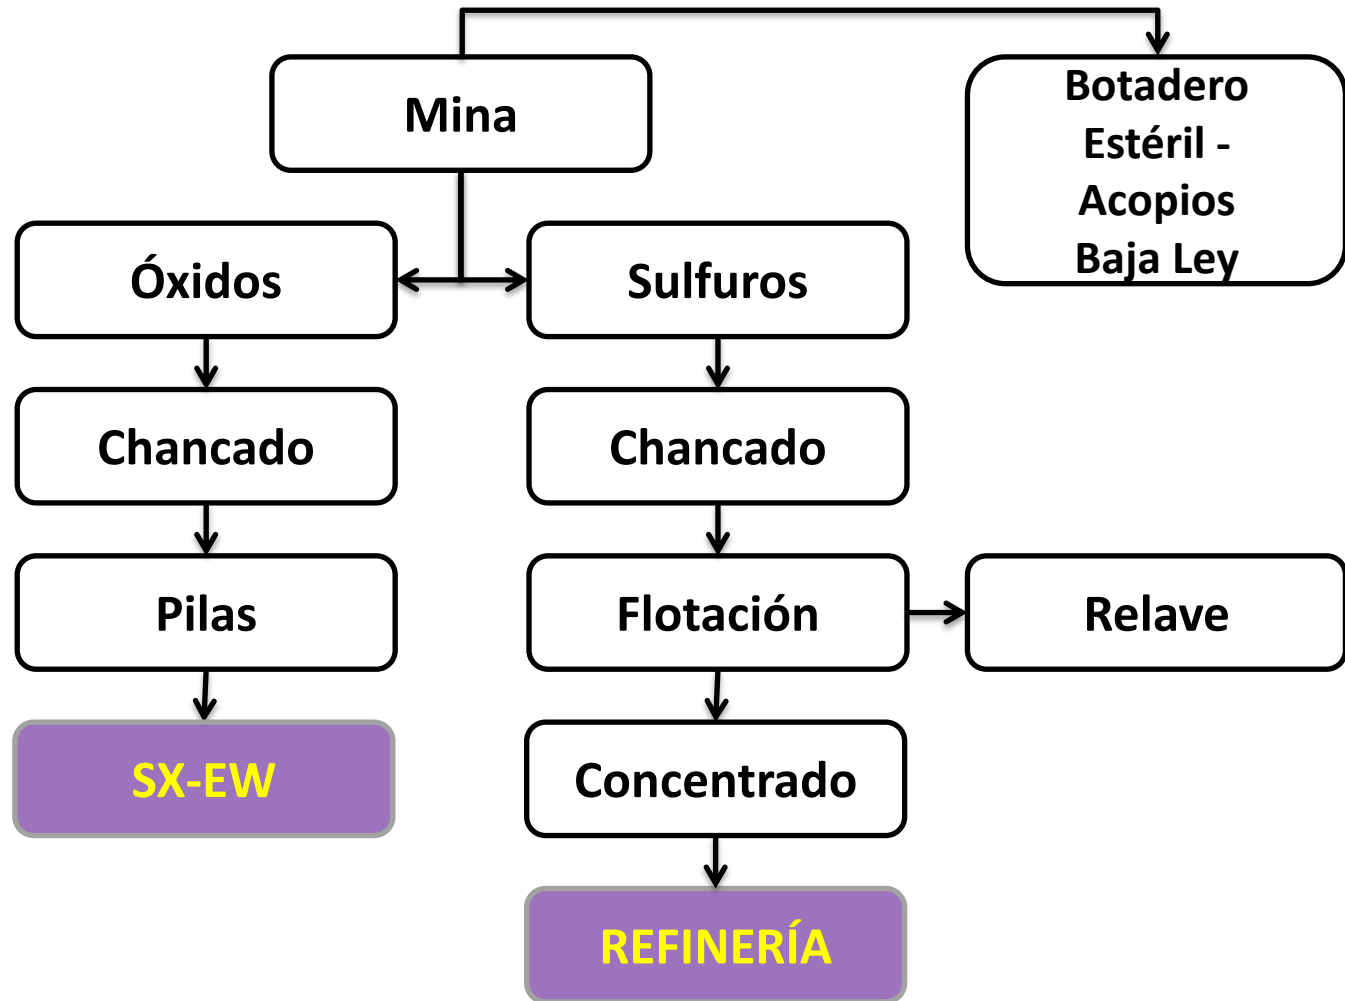 Mina
Botadero
Estéril -
Acopios
Baja Ley
Óxidos
Sulfuros
Chancado
Chancado
Pilas
Flotación
Relave
SX-EW
Concentrado
REFINERÍA